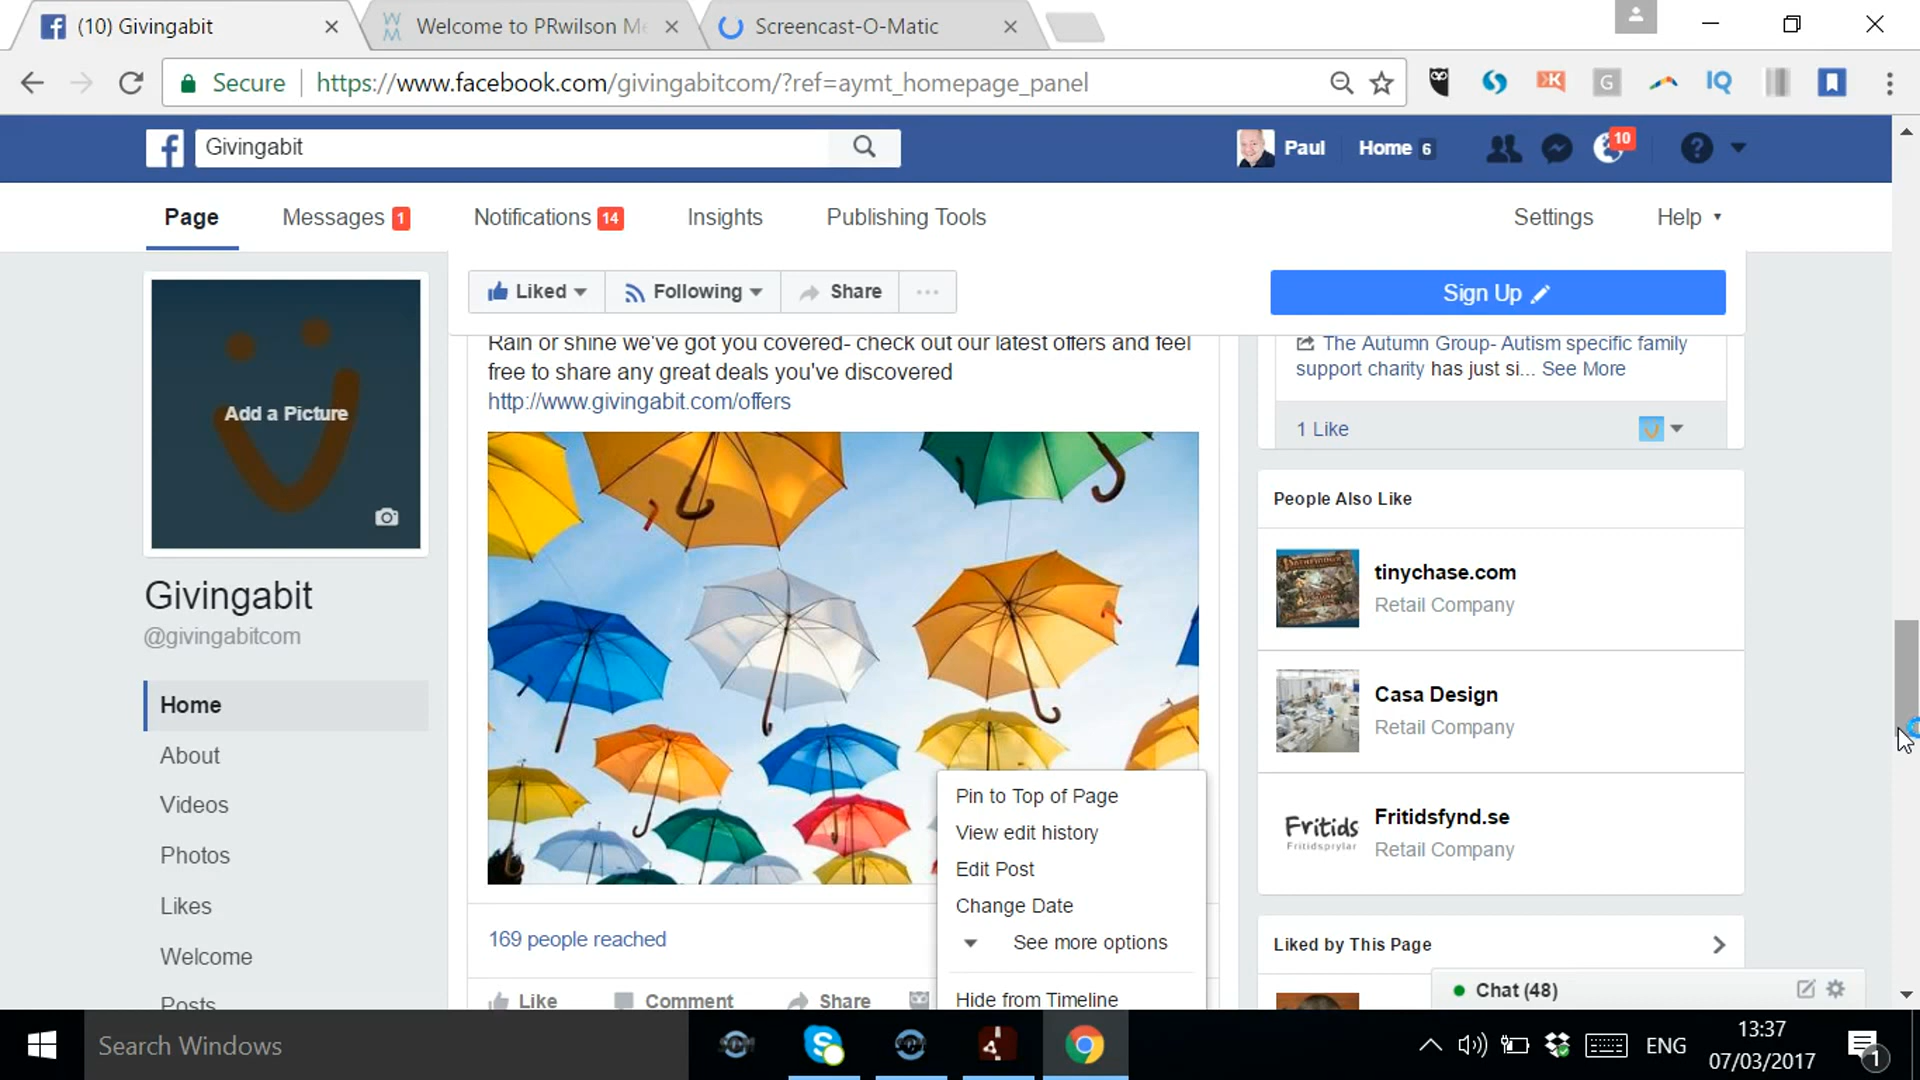 (10) Givingabit
Welcome to PRwilson Me
Screencast-O-Matic
Secure https://www.facebook.com/givingabitcom/?ref=aymt_homepage_panel
Givingabit
Paul
Home 6
10
Page
Messages 1
Notifications 14
Insights
Publishing Tools
Settings
Help
Liked
Following
Share
Sign Up
Add a Picture
Givingabit
@givingabitcom
Home
About
Videos
Photos
Likes
Welcome
Posts
Rain or shine we've got you covered- check out our latest offers and feel
free to share any great deals you've discovered
http://www.givingabit.com/offers
169 people reached
Like
Comment
Share
Pin to Top of Page
View edit history
Edit Post
Change Date
See more options
Hide from Timeline
The Autumn Group- Autism specific family
support charity has just si... See More
1 Like
People Also Like
tinychase.com
Retail Company
Casa Design
Retail Company
Fritids
Fritidsprylar
Fritidsfynd.se
Retail Company
Liked by This Page
Chat (48)
Search Windows
ENG
13:37
07/03/2017
1